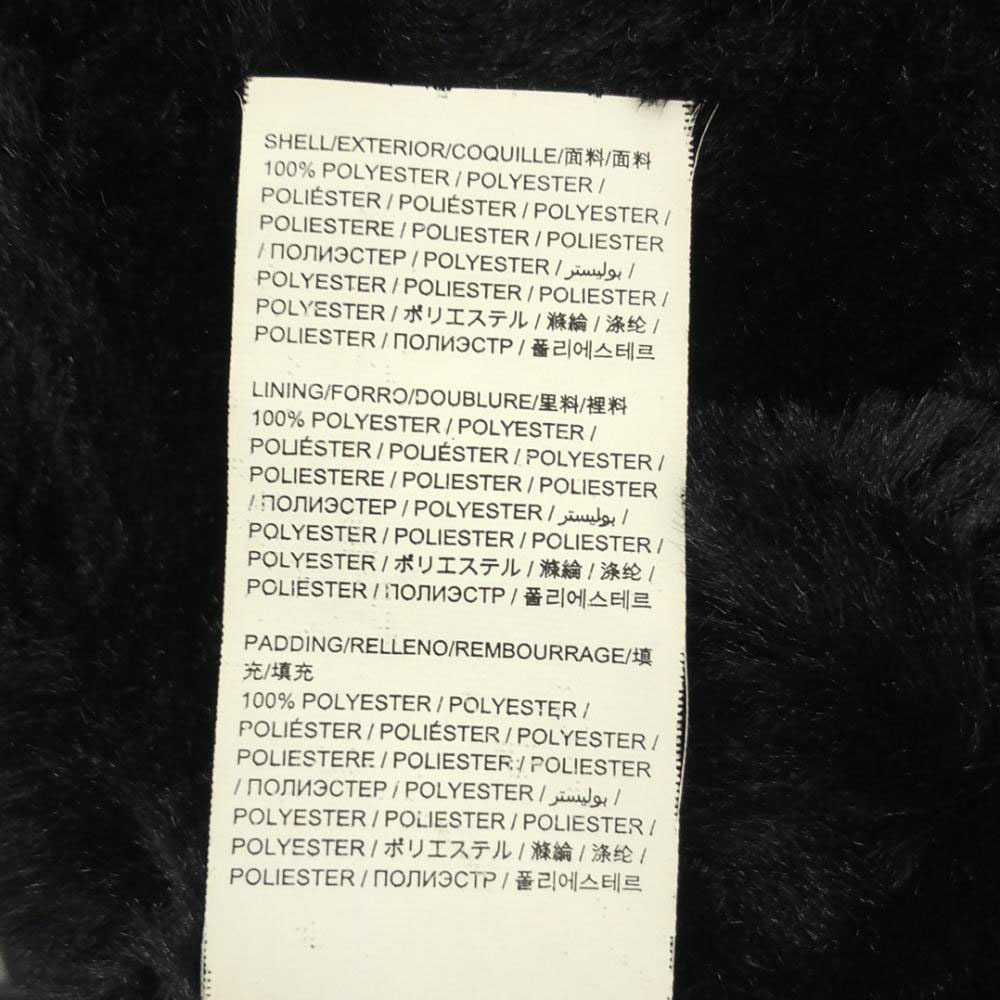 SHELL/EXTERIOR/COQUILLE/面料/面料
100% POLYESTER / POLYESTER /
POLIÉSTER / POLIÉSTER / POLYESTER /
POLIESTERE / POLIESTER / POLIESTER
/ ПОЛИЭСТЕР / POLYESTER / بوليستر /
POLYESTER / POLIESTER / POLIESTER /
POLYESTER / ポリエステル / 滌綸 / 涤纶 /
POLIESTER / ПОЛИЭСТР / 폴리에스테르
LINING/FORRO/DOUBLURE/里料/裡料
100% POLYESTER / POLYESTER /
POLIÉSTER / POLIÉSTER / POLYESTER /
POLIESTERE / POLIESTER / POLIESTER
/ ПОЛИЭСТЕР / POLYESTER / بوليستر /
POLYESTER / POLIESTER / POLIESTER /
POLYESTER / ポリエステル / 滌綸 / 涤纶 /
POLIESTER / ПОЛИЭСТР / 폴리에스테르
PADDING/RELLENO/REMBOURRAGE/填
充/填充
100% POLYESTER / POLYESTER /
POLIÉSTER / POLIÉSTER / POLYESTER /
POLIESTERE / POLIESTER / POLIESTER
/ ПОЛИЭСТЕР / POLYESTER / بوليستر /
POLYESTER / POLIESTER / POLIESTER /
POLYESTER / ポリエステル / 滌綸 / 涤纶 /
POLIESTER / ПОЛИЭСТР / 폴리에스테르